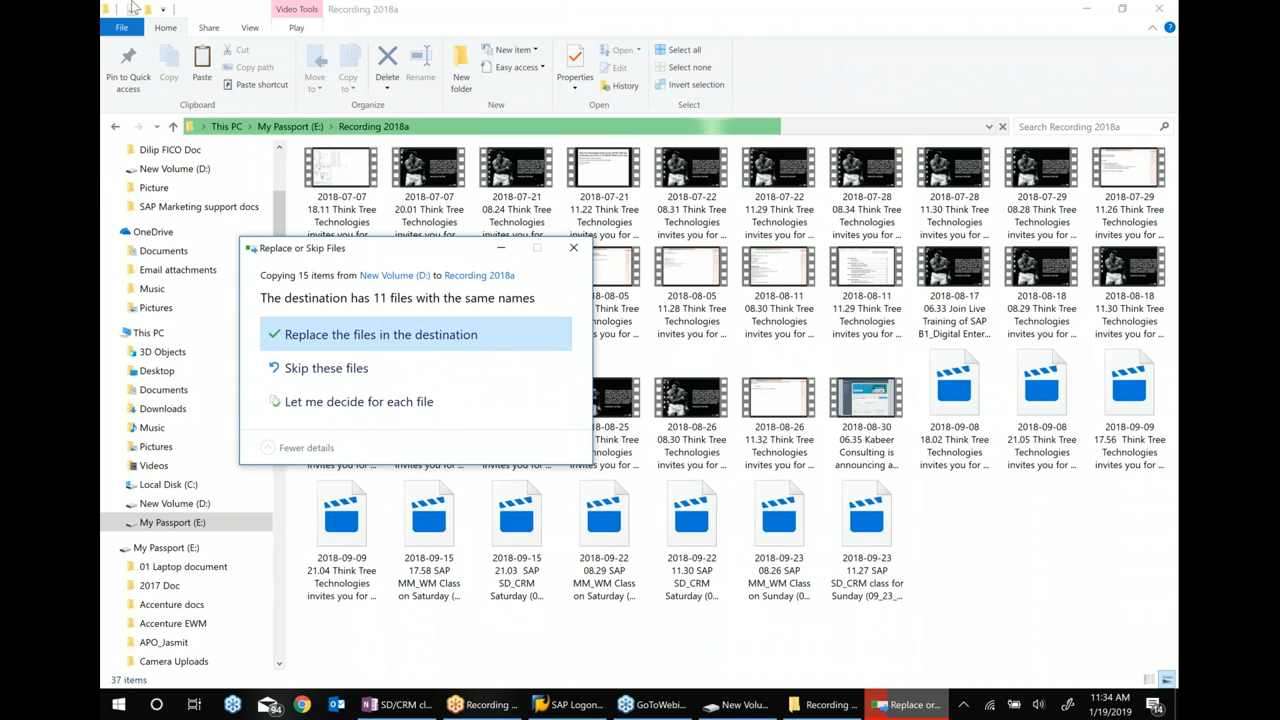 Video Tools
Recording 2018a
File
Home
Share
View
Play
Pin to Quick access
Copy
Paste
Cut
Copy path
Paste shortcut
Move to
Copy to
Delete
Rename
New folder
New item
Easy access
Properties
Open
Edit
History
Select all
Select none
Invert selection
Clipboard
Organize
New
Open
Select
This PC
My Passport (E:)
Recording 2018a
Search Recording 2018a
Dilip FICO Doc
New Volume (D:)
Picture
SAP Marketing support docs
OneDrive
Documents
Email attachments
Music
Pictures
This PC
3D Objects
Desktop
Documents
Downloads
Music
Pictures
Videos
Local Disk (C:)
New Volume (D:)
My Passport (E:)
My Passport (E:)
01 Laptop document
2017 Doc
Accenture docs
Accenture EWM
APO_Jasmit
Camera Uploads
37 items
2018-07-07 18.11 Think Tree Technologies invites you for ...
2018-07-07 20.01 Think Tree Technologies invites you for ...
2018-07-21 08.24 Think Tree Technologies invites you for ...
2018-07-21 11.22 Think Tree Technologies invites you for ...
2018-07-22 08.31 Think Tree Technologies invites you for ...
2018-07-22 11.29 Think Tree Technologies invites you for ...
2018-07-28 08.34 Think Tree Technologies invites you for ...
2018-07-28 11.30 Think Tree Technologies invites you for ...
2018-07-29 08.28 Think Tree Technologies invites you for ...
2018-07-29 11.26 Think Tree Technologies invites you for ...
Replace or Skip Files
Copying 15 items from New Volume (D:) to Recording 2018a
The destination has 11 files with the same names
Replace the files in the destination
Skip these files
Let me decide for each file
Fewer details
2018-08-05 11.28 Think Tree Technologies invites you for ...
2018-08-11 08.30 Think Tree Technologies invites you for ...
2018-08-11 11.29 Think Tree Technologies invites you for ...
2018-08-17 06.33 Join Live Training of SAP B1_Digital Enter...
2018-08-18 08.29 Think Tree Technologies invites you for ...
2018-08-18 11.30 Think Tree Technologies invites you for ...
2018-08-26 08.30 Think Tree Technologies invites you for ...
2018-08-26 11.32 Think Tree Technologies invites you for ...
2018-08-30 06.35 Kabeer Consulting is announcing a...
2018-09-08 18.02 Think Tree Technologies invites you for ...
2018-09-08 21.05 Think Tree Technologies invites you for ...
2018-09-09 17.56 Think Tree Technologies invites you for ...
2018-09-09 21.04 Think Tree Technologies invites you for ...
2018-09-15 17.58 SAP MM_WM Class on Saturday (...
2018-09-15 21.03 SAP SD_CRM Saturday (0...
2018-09-22 08.29 SAP MM_WM Class on Saturday (...
2018-09-22 11.30 SAP SD_CRM Saturday (0...
2018-09-23 08.26 SAP MM_WM Class on Sunday (...
2018-09-23 11.27 SAP SD_CRM class for Sunday (09_23_...
94
SD/CRM cl...
Recording ...
SAP Logon...
GoToWebi...
New Volu...
Recording ...
Replace or...
11:34 AM
1/19/2019
14